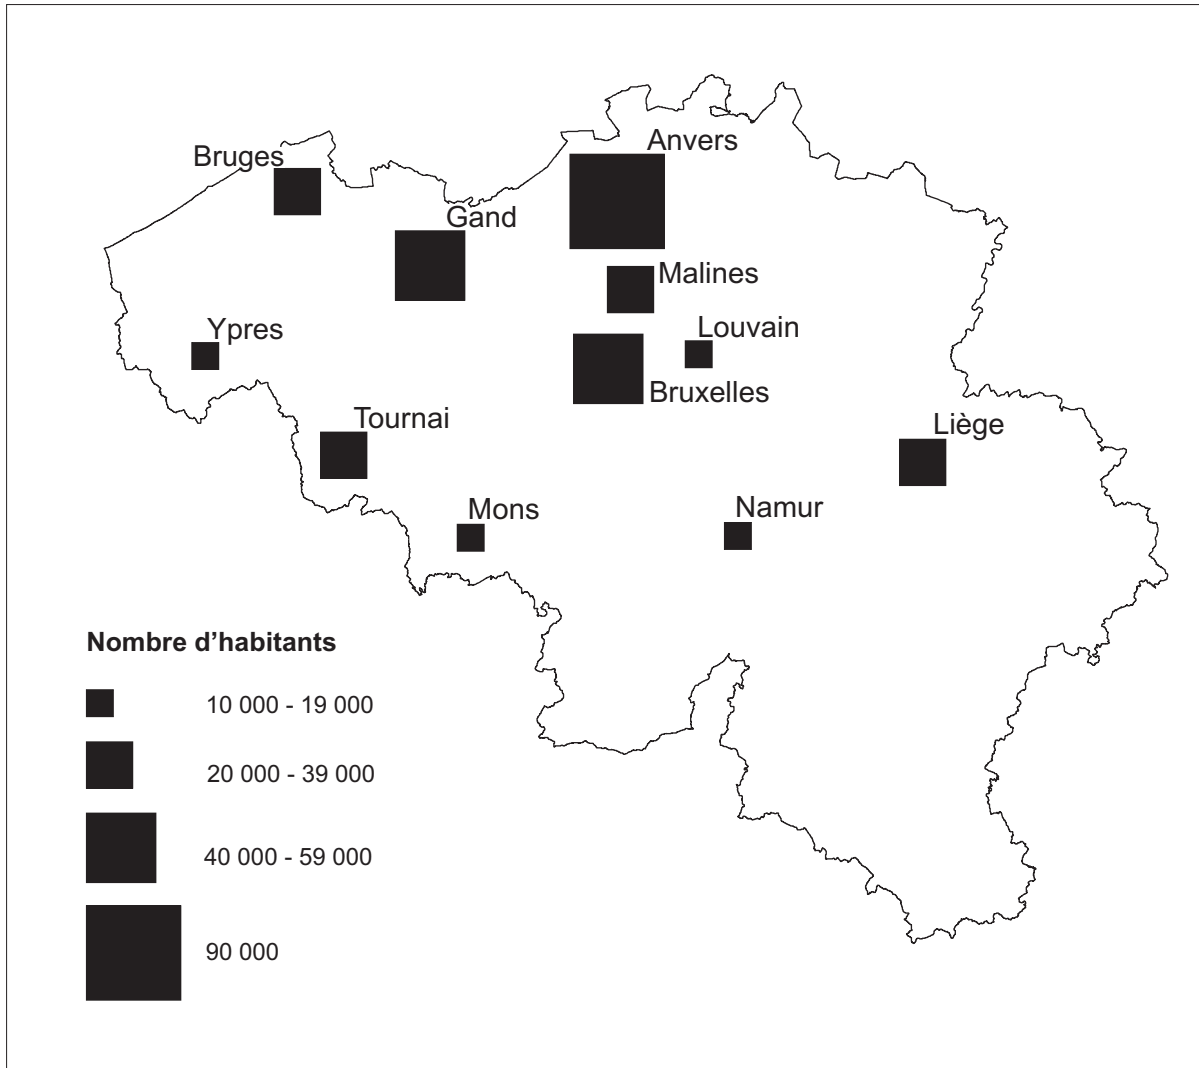 Anvers
Bruges
Gand
Malines
Ypres
Louvain
Bruxelles
Tournai
Liège
Mons
Namur
Nombre d’habitants
10 000 - 19 000
20 000 - 39 000
40 000 - 59 000
90 000